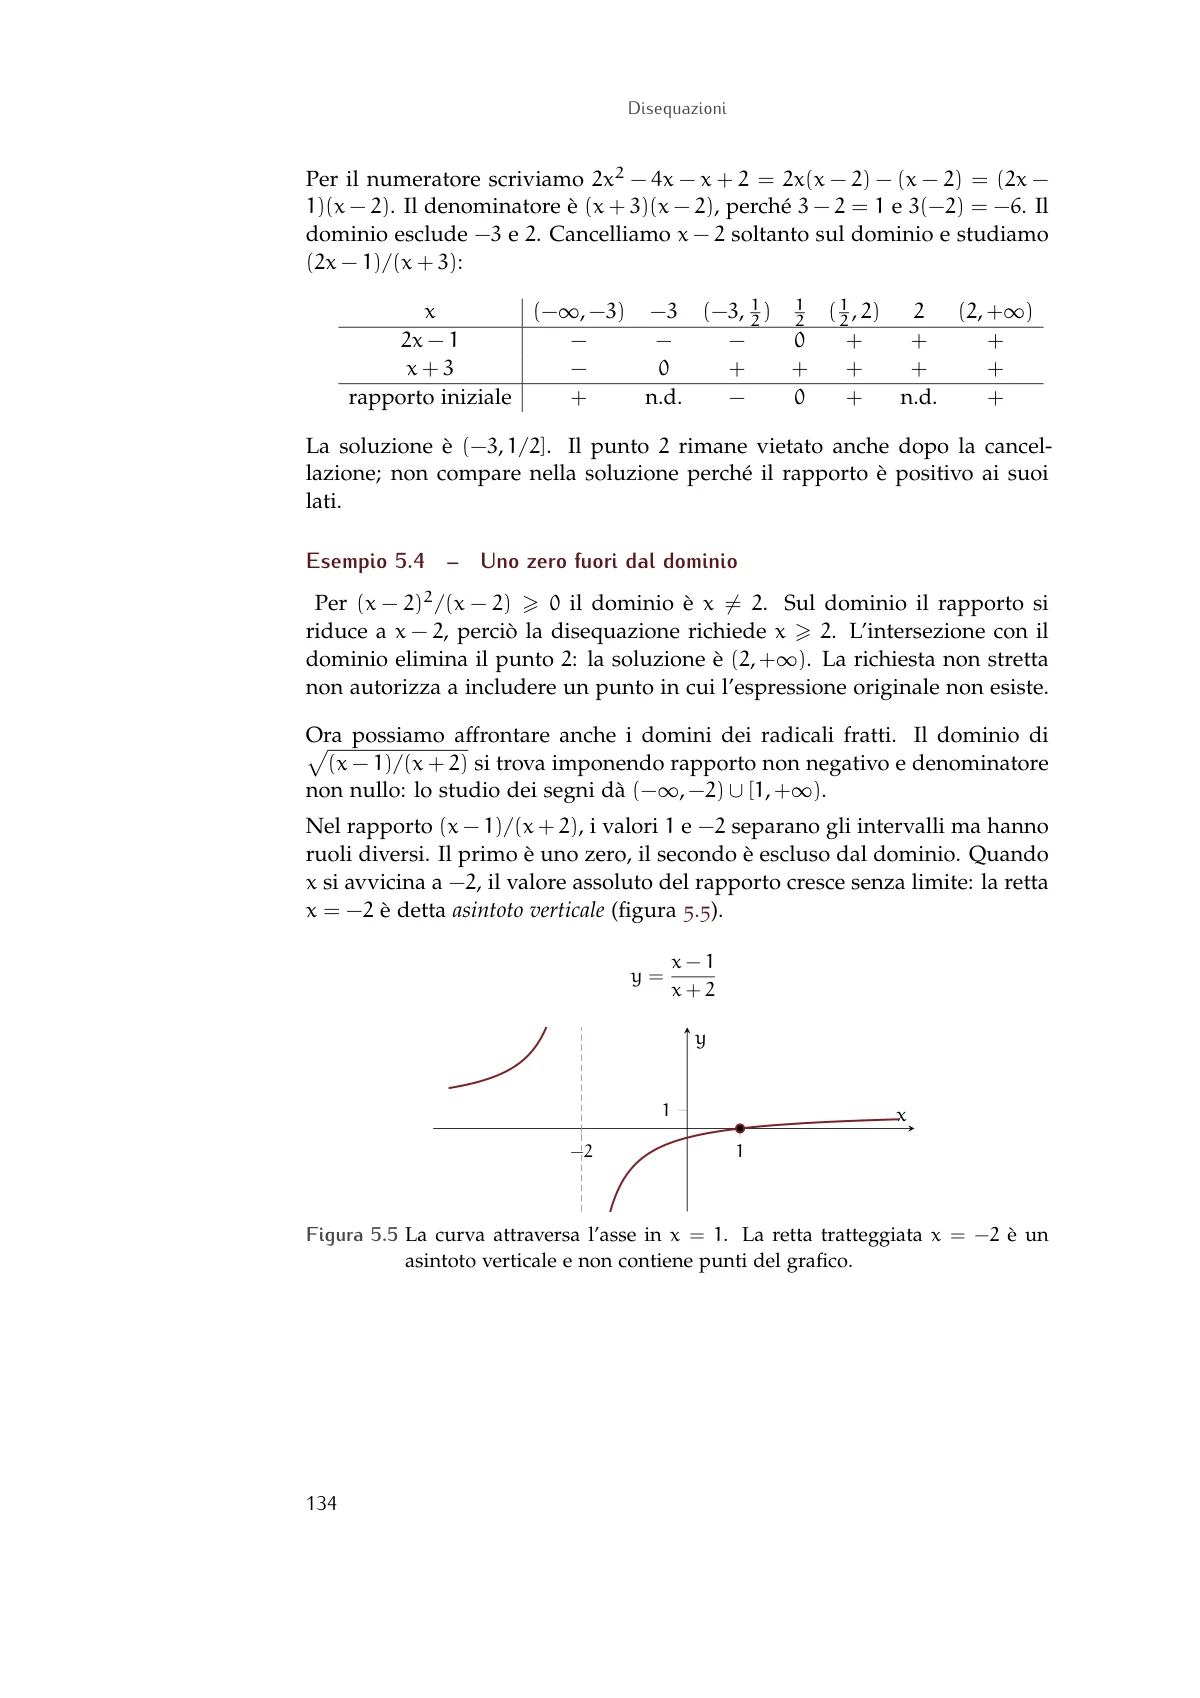 Disequazioni
Per il numeratore scriviamo 2x² − 4x − x + 2 = 2x(x − 2) − (x − 2) = (2x −
1)(x − 2). Il denominatore è (x + 3)(x − 2), perché 3 − 2 = 1 e 3(−2) = −6. Il
dominio esclude −3 e 2. Cancelliamo x − 2 soltanto sul dominio e studiamo
(2x − 1)/(x + 3):
x (−∞, −3) −3 (−3, 1/2) 1/2 (1/2, 2) 2 (2, +∞)
2x − 1 − − − 0 + + +
x + 3 − 0 + + + + +
rapporto iniziale + n.d. − 0 + n.d. +
La soluzione è (−3, 1/2]. Il punto 2 rimane vietato anche dopo la cancel-
lazione; non compare nella soluzione perché il rapporto è positivo ai suoi
lati.
Esempio 5.4 – Uno zero fuori dal dominio
Per (x − 2)²/(x − 2) ⩾ 0 il dominio è x ≠ 2. Sul dominio il rapporto si
riduce a x − 2, perciò la disequazione richiede x ⩾ 2. L'intersezione con il
dominio elimina il punto 2: la soluzione è (2, +∞). La richiesta non stretta
non autorizza a includere un punto in cui l'espressione originale non esiste.
Ora possiamo affrontare anche i domini dei radicali fratti. Il dominio di
√(x − 1)/(x + 2) si trova imponendo rapporto non negativo e denominatore
non nullo: lo studio dei segni dà (−∞, −2) ∪ [1, +∞).
Nel rapporto (x − 1)/(x + 2), i valori 1 e −2 separano gli intervalli ma hanno
ruoli diversi. Il primo è uno zero, il secondo è escluso dal dominio. Quando
x si avvicina a −2, il valore assoluto del rapporto cresce senza limite: la retta
x = −2 è detta asintoto verticale (figura 5.5).
y = (x − 1)/(x + 2)
y
1
x
−2 1
Figura 5.5 La curva attraversa l'asse in x = 1. La retta tratteggiata x = −2 è un
asintoto verticale e non contiene punti del grafico.
134